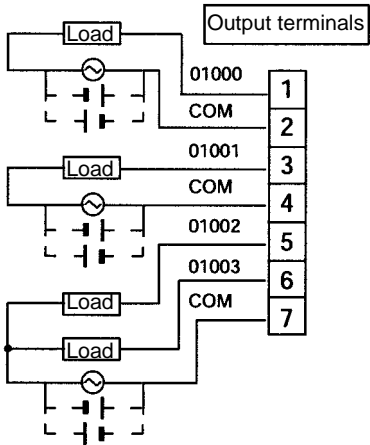 Output terminals
Load
01000
1
COM
2
01001
Load
3
COM
4
01002
5
01003
6
Load
COM
7
Load